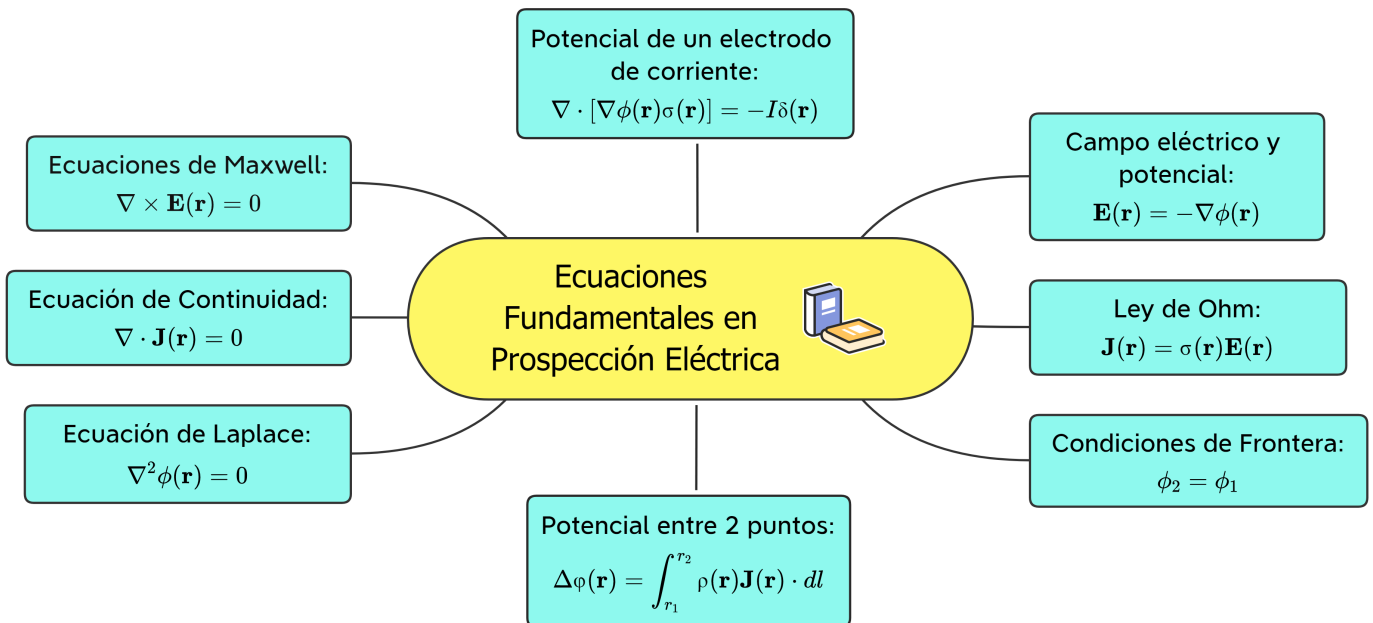 Potencial de un electrodo
de corriente:
∇ · [∇ϕ(𝐫)σ(𝐫)] = −Iδ(𝐫)
Campo eléctrico y
potencial:
𝐄(𝐫) = −∇ϕ(𝐫)
Ecuaciones de Maxwell:
∇ × 𝐄(𝐫) = 0
Ecuaciones
Fundamentales en
Prospección Eléctrica
Ecuación de Continuidad:
∇ · 𝐉(𝐫) = 0
Ley de Ohm:
𝐉(𝐫) = σ(𝐫)𝐄(𝐫)
Ecuación de Laplace:
∇²ϕ(𝐫) = 0
Condiciones de Frontera:
ϕ₂ = ϕ₁
Potencial entre 2 puntos:
Δφ(𝐫) = ∫_{r₁}^{r₂} ρ(𝐫)𝐉(𝐫) · dl